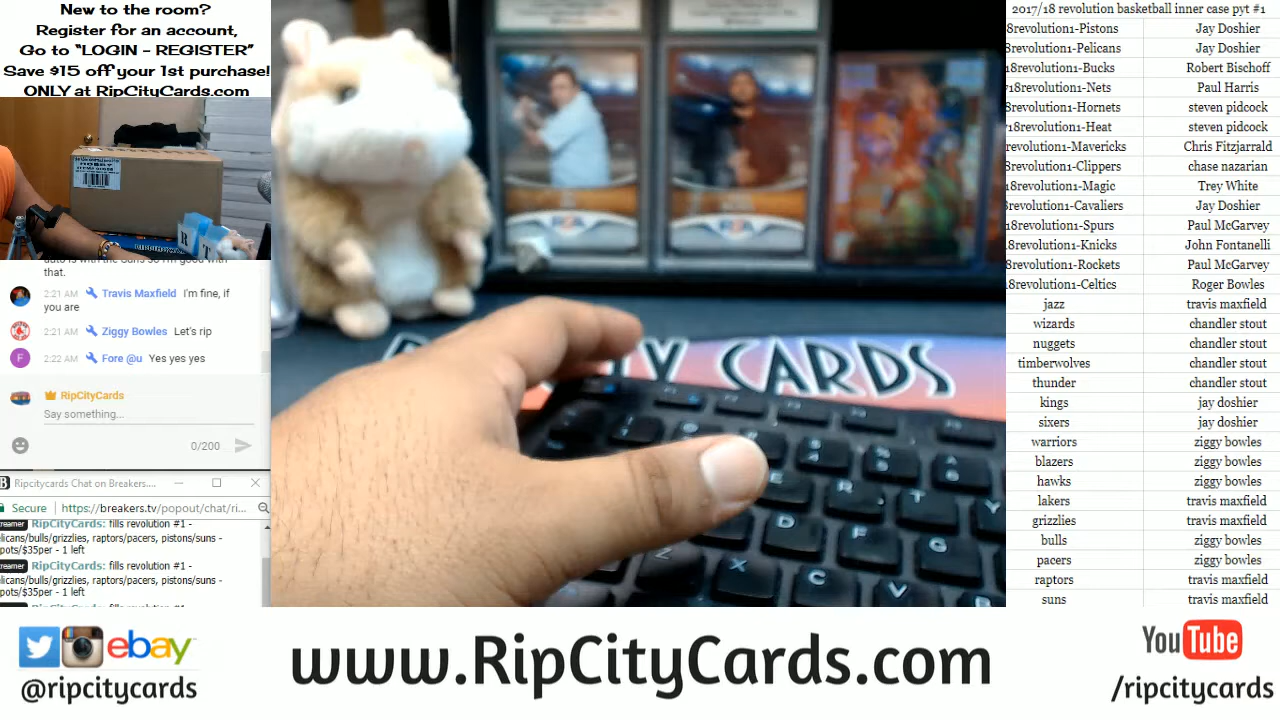 New to the room?
Register for an account,
Go to “LOGIN - REGISTER”
Save $15 off your 1st purchase!
ONLY at RipCityCards.com
that.
2:21 AM Travis Maxfield I'm fine, if
you are
2:21 AM Ziggy Bowles Let's rip
2:22 AM Fore @u Yes yes yes
RipCityCards
Say something...
0/200
Ripcitycards Chat on Breakers....
Secure https://breakers.tv/popout/chat/ri...
RipCityCards: fills revolution #1 -
licans/bulls/grizzlies, raptors/pacers, pistons/suns -
pots/$35per - 1 left
RipCityCards: fills revolution #1 -
licans/bulls/grizzlies, raptors/pacers, pistons/suns -
pots/$35per - 1 left
CITY CARDS
2017/18 revolution basketball inner case pyt #1
18revolution1-Pistons Jay Doshier
18revolution1-Pelicans Jay Doshier
18revolution1-Bucks Robert Bischoff
18revolution1-Nets Paul Harris
18revolution1-Hornets steven pidcock
18revolution1-Heat steven pidcock
revolution1-Mavericks Chris Fitzjarrald
revolution1-Clippers chase nazarian
18revolution1-Magic Trey White
revolution1-Cavaliers Jay Doshier
18revolution1-Spurs Paul McGarvey
18revolution1-Knicks John Fontanelli
8revolution1-Rockets Paul McGarvey
18revolution1-Celtics Roger Bowles
jazz travis maxfield
wizards chandler stout
nuggets chandler stout
timberwolves chandler stout
thunder chandler stout
kings jay doshier
sixers jay doshier
warriors ziggy bowles
blazers ziggy bowles
hawks ziggy bowles
lakers travis maxfield
grizzlies travis maxfield
bulls ziggy bowles
pacers ziggy bowles
raptors travis maxfield
suns travis maxfield
ebay
@ripcitycards
www.RipCityCards.com
YouTube
/ripcitycards